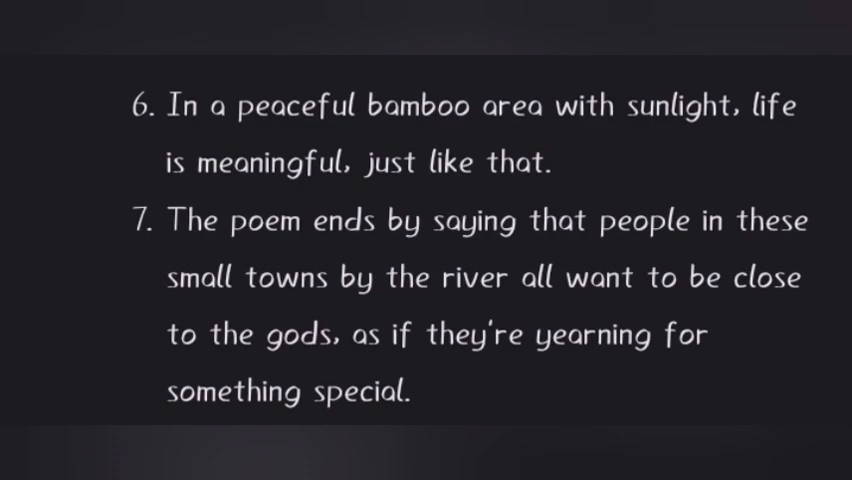 6. In a peaceful bamboo area with sunlight, life
is meaningful, just like that.
7. The poem ends by saying that people in these
small towns by the river all want to be close
to the gods, as if they're yearning for
something special.